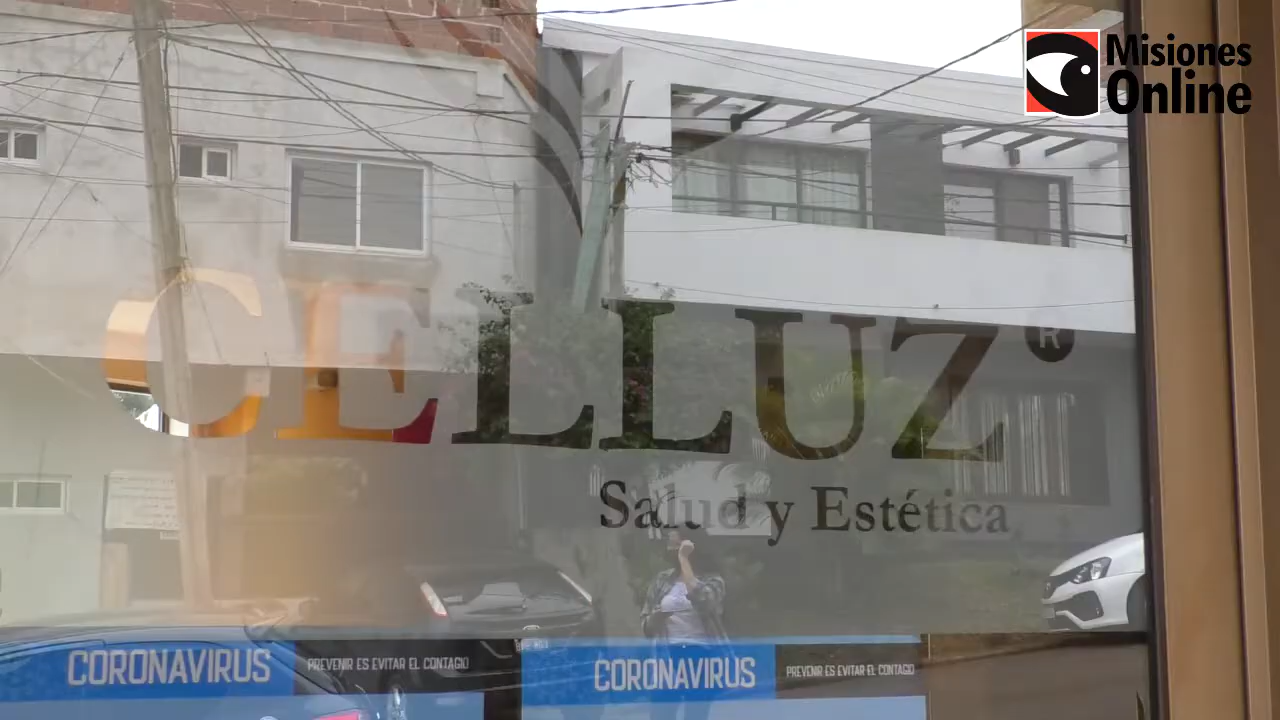 Misiones
Online
CELLUZ®
Salud y Estética
CORONAVIRUS PREVENIR ES EVITAR EL CONTAGIO
CORONAVIRUS PREVENIR ES EVITAR EL CONTAGIO